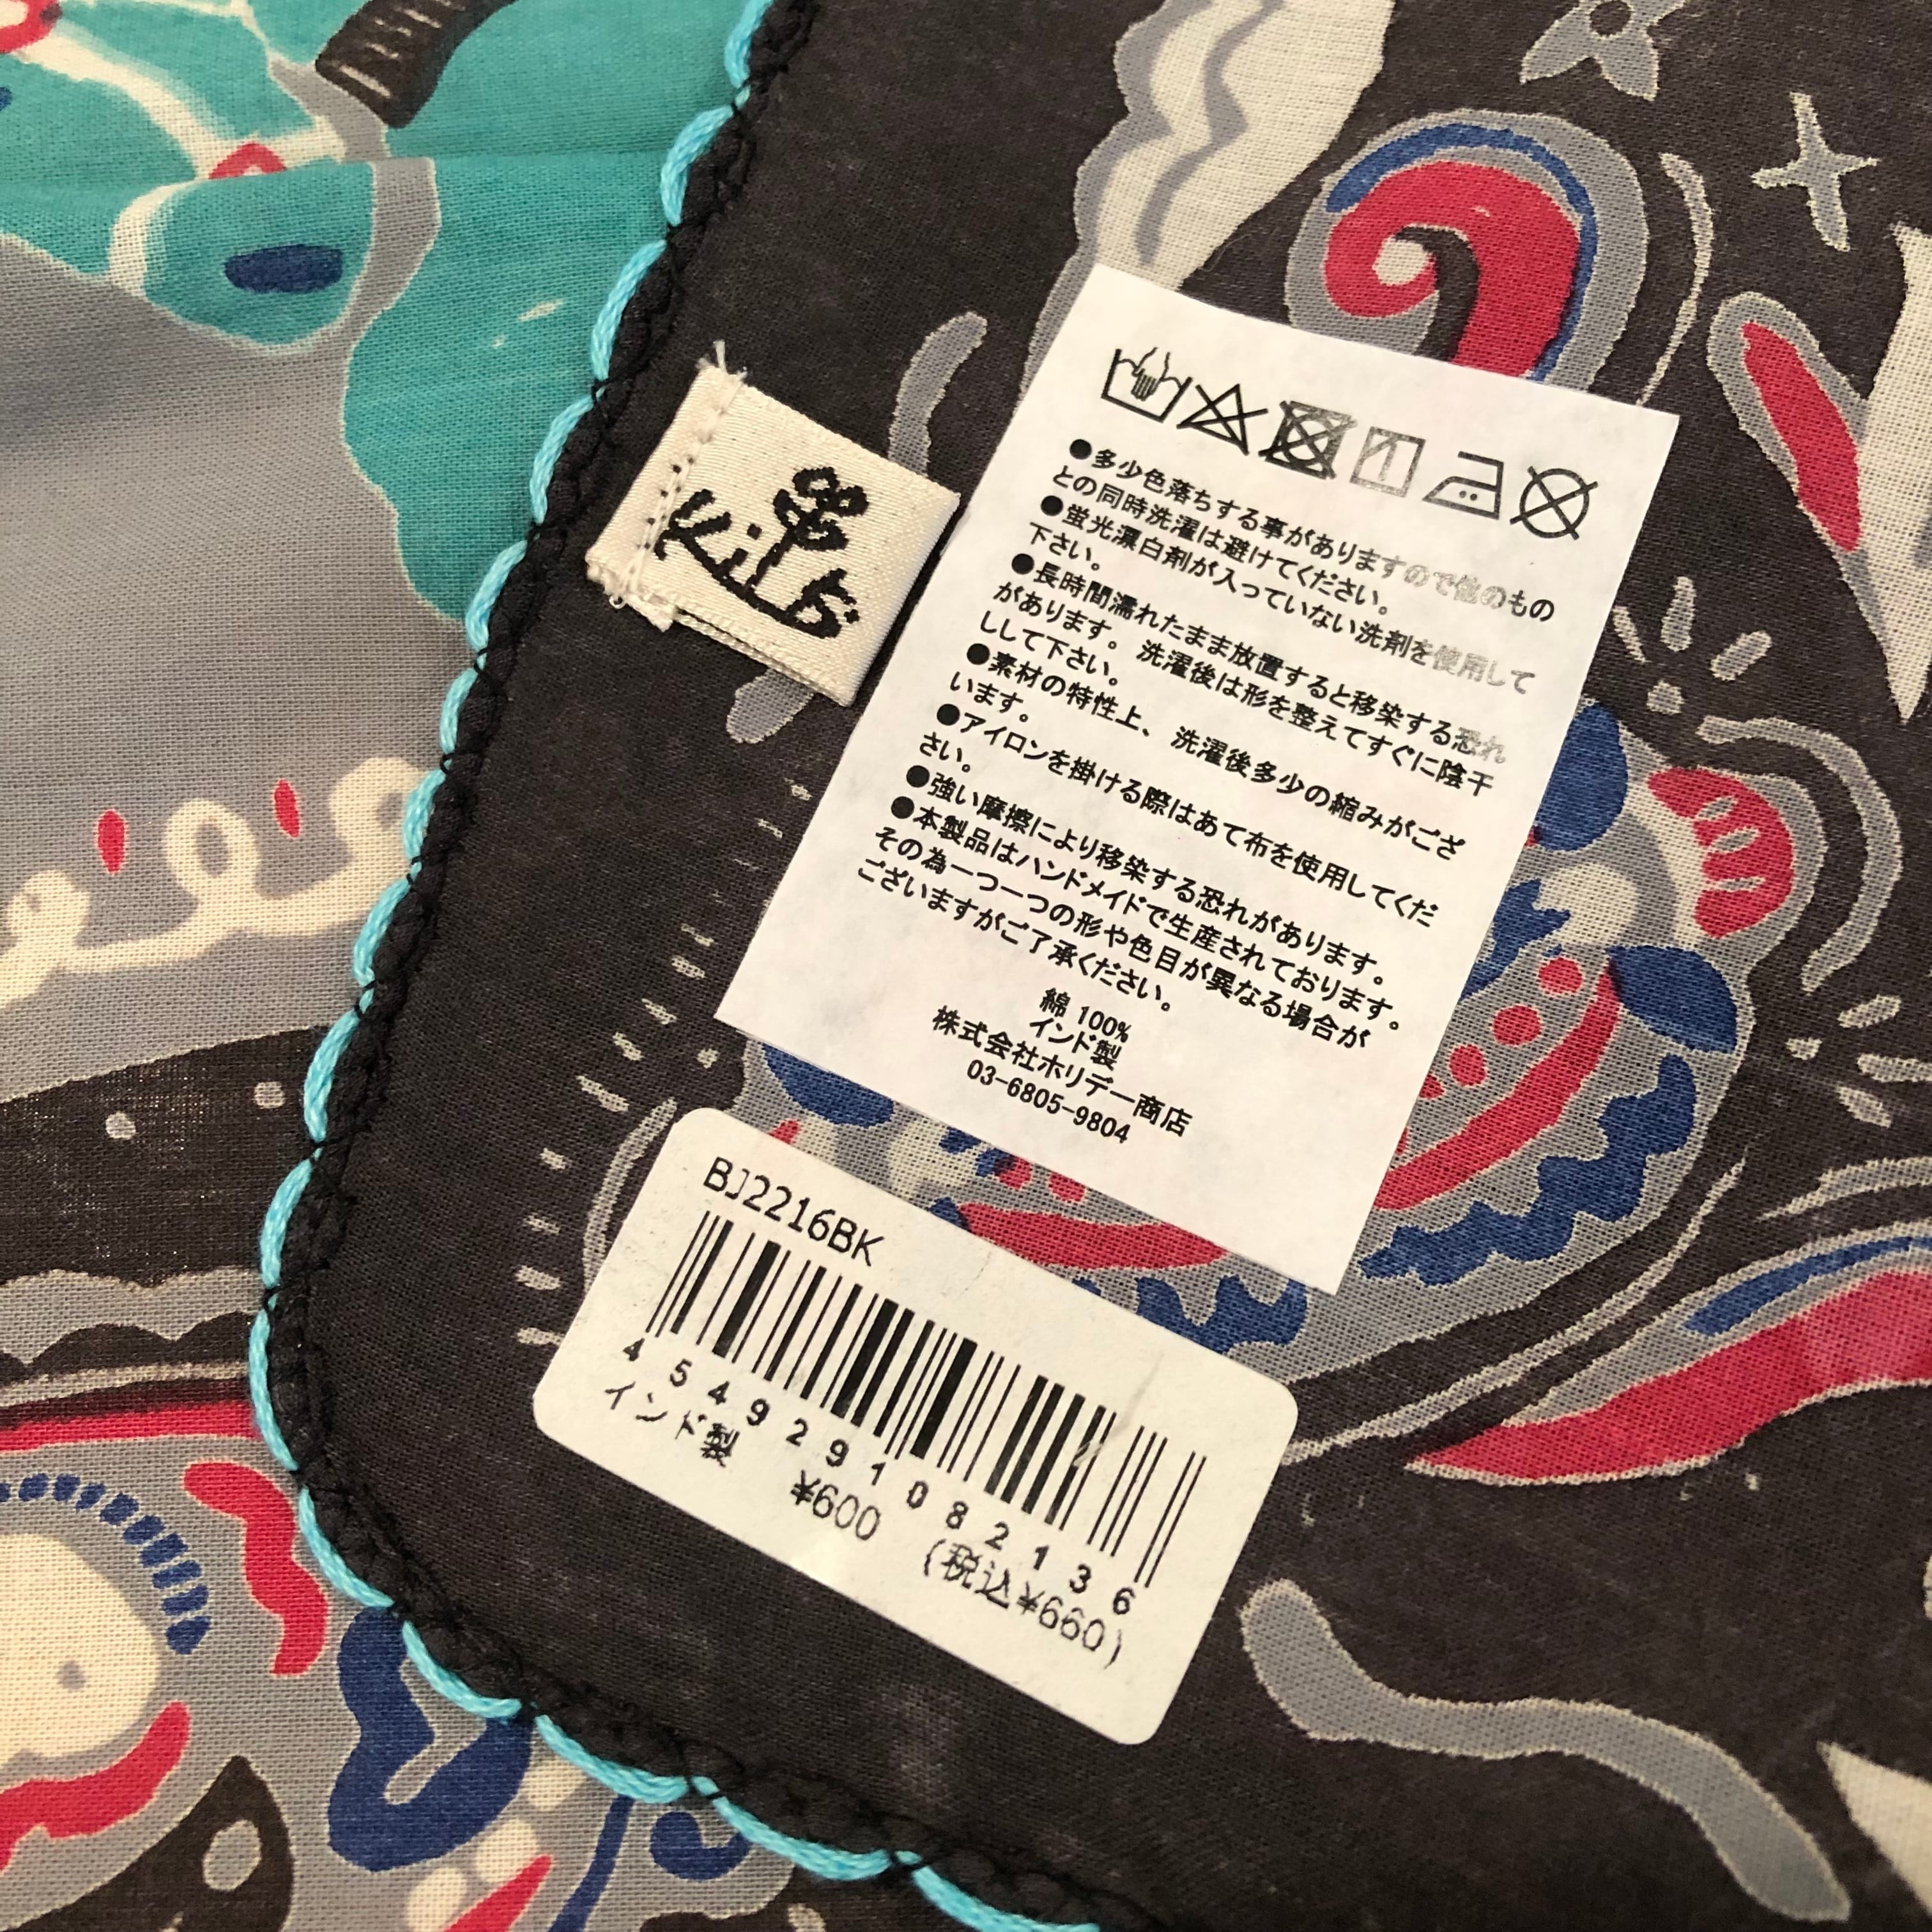 Kilo
●多少色落ちする事がありますので他のもの
との同時洗濯は避けてください。
●蛍光漂白剤が入っていない洗剤を使用して
下さい。
●長時間濡れたまま放置すると移染する恐れ
があります。洗濯後は形を整えてすぐに陰干
しして下さい。
●素材の特性上、洗濯後多少の縮みがござ
います。
●アイロンを掛ける際はあて布を使用してくだ
さい。
●強い摩擦により移染する恐れがあります。
●本製品はハンドメイドで生産されております。
その為一つ一つの形や色目が異なる場合が
ございますがご了承ください。
綿 100%
インド製
株式会社ホリデー商店
03-6805-9804
BJ2216BK
4549291082136
インド製
¥600 (税込¥660)